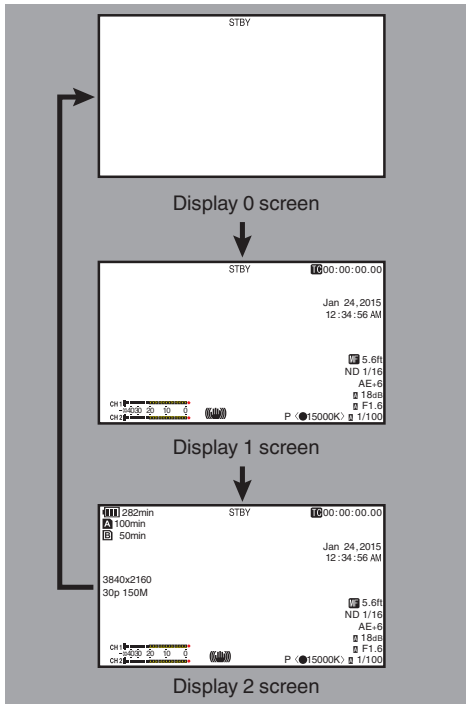 STBY
Display 0 screen
STBY TC 00:00:00.00
Jan 24,2015
12:34:56 AM
MF 5.6ft
ND 1/16
AE+6
A 18dB
A F1.6
CH1
40 30 20 10 0
CH2
P 〈●15000K〉 A 1/100
Display 1 screen
282min STBY TC 00:00:00.00
A 100min
B 50min
Jan 24,2015
12:34:56 AM
3840x2160
30p 150M
MF 5.6ft
ND 1/16
AE+6
A 18dB
A F1.6
CH1
40 30 20 10 0
CH2
P 〈●15000K〉 A 1/100
Display 2 screen